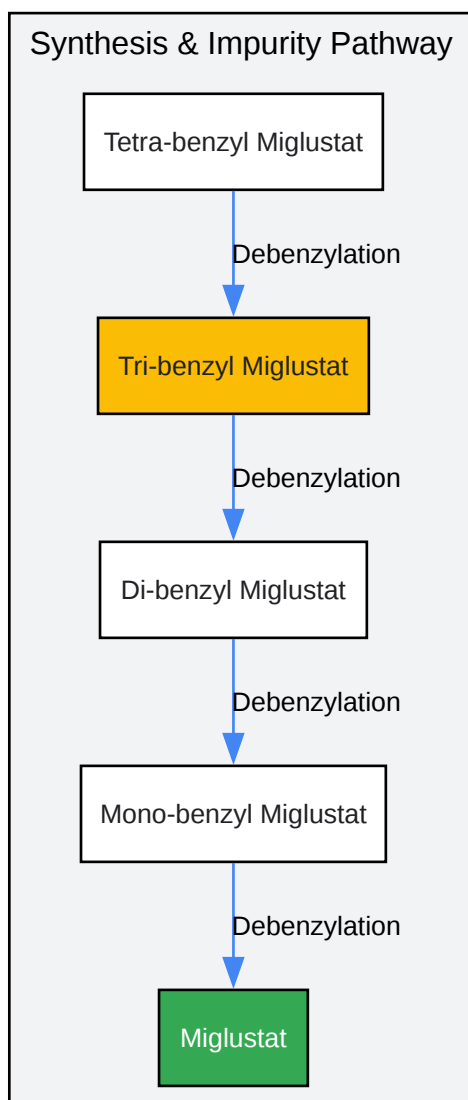 Synthesis & Impurity Pathway
Tetra-benzyl Miglustat
Debenzylation
Tri-benzyl Miglustat
Debenzylation
Di-benzyl Miglustat
Debenzylation
Mono-benzyl Miglustat
Debenzylation
Miglustat